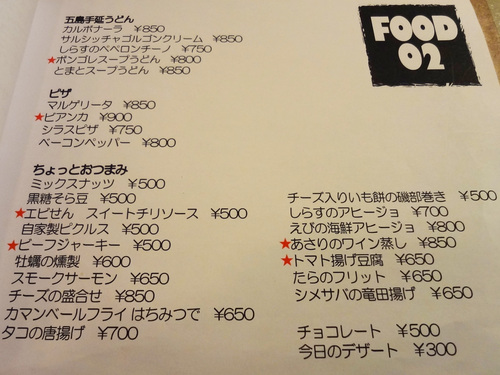 FOOD
02
五島手延うどん
カルボナーラ ¥850
サルシッチャゴルゴンクリーム ¥850
しらすのペペロンチーノ ¥750
★ボンゴレスープうどん ¥800
とまとスープうどん ¥850
ピザ
マルゲリータ ¥850
★ビアンカ ¥900
シラスピザ ¥750
ベーコンペッパー ¥800
ちょっとおつまみ
ミックスナッツ ¥500
黒糖そら豆 ¥500
★エビせん スイートチリソース ¥500
自家製ピクルス ¥500
★ビーフジャーキー ¥500
牡蠣の燻製 ¥600
スモークサーモン ¥650
チーズの盛合せ ¥850
カマンベールフライ はちみつで ¥650
タコの唐揚げ ¥700
チーズ入りいも餅の磯部巻き ¥500
しらすのアヒージョ ¥700
えびの海鮮アヒージョ ¥800
★あさりのワイン蒸し ¥850
★トマト揚げ豆腐 ¥650
たらのフリット ¥650
シメサバの竜田揚げ ¥650
チョコレート ¥500
今日のデザート ¥300